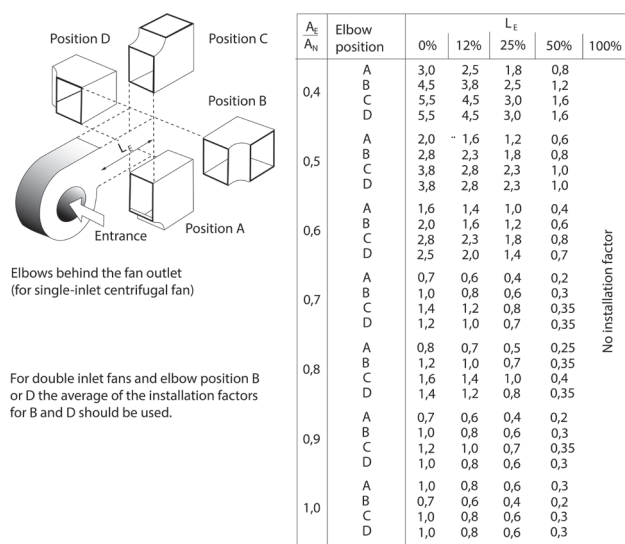 Position D
Position C
Position B
L E
Entrance
Position A
Elbows behind the fan outlet
(for single-inlet centrifugal fan)
For double inlet fans and elbow position B
or D the average of the installation factors
for B and D should be used.
A E / A N Elbow position L E
0% 12% 25% 50% 100%
0,4
A 3,0 2,5 1,8 0,8
B 4,5 3,8 2,5 1,2
C 5,5 4,5 3,0 1,6
D 5,5 4,5 3,0 1,6
0,5
A 2,0 1,6 1,2 0,6
B 2,8 2,3 1,8 0,8
C 3,8 2,8 2,3 1,0
D 3,8 2,8 2,3 1,0
0,6
A 1,6 1,4 1,0 0,4
B 2,0 1,6 1,2 0,6
C 2,8 2,3 1,8 0,8
D 2,5 2,0 1,4 0,7
0,7
A 0,7 0,6 0,4 0,2
B 1,0 0,8 0,6 0,3
C 1,4 1,2 0,8 0,35
D 1,2 1,0 0,7 0,35
0,8
A 0,8 0,7 0,5 0,25
B 1,2 1,0 0,7 0,35
C 1,6 1,4 1,0 0,4
D 1,4 1,2 0,8 0,35
0,9
A 0,7 0,6 0,4 0,2
B 1,0 0,8 0,6 0,3
C 1,2 1,0 0,7 0,35
D 1,0 0,8 0,6 0,3
1,0
A 1,0 0,8 0,6 0,3
B 0,7 0,6 0,4 0,2
C 1,0 0,8 0,6 0,3
D 1,0 0,8 0,6 0,3
No installation factor